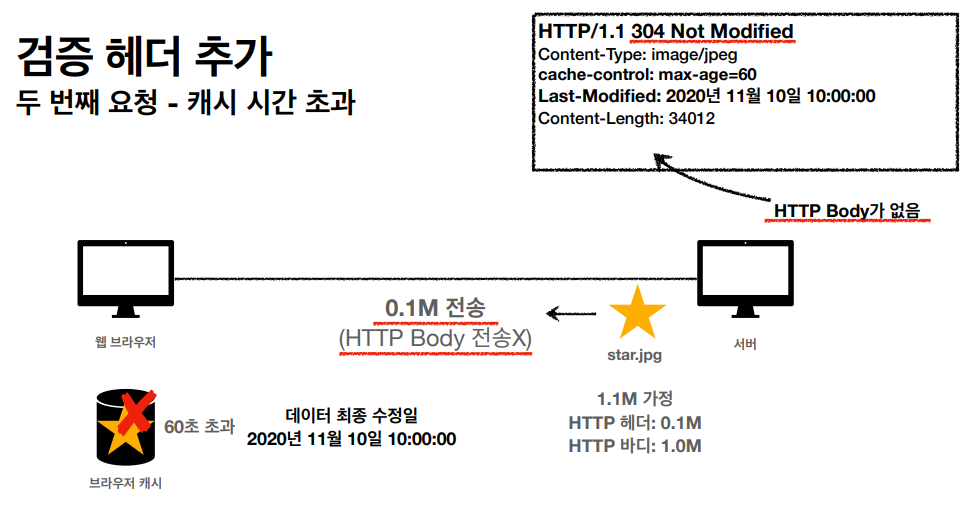 검증 헤더 추가
두 번째 요청 - 캐시 시간 초과
HTTP/1.1 304 Not Modified
Content-Type: image/jpeg
cache-control: max-age=60
Last-Modified: 2020년 11월 10일 10:00:00
Content-Length: 34012
HTTP Body가 없음
0.1M 전송
(HTTP Body 전송X)
웹 브라우저
star.jpg
서버
60초 초과
데이터 최종 수정일
2020년 11월 10일 10:00:00
1.1M 가정
HTTP 헤더: 0.1M
HTTP 바디: 1.0M
브라우저 캐시